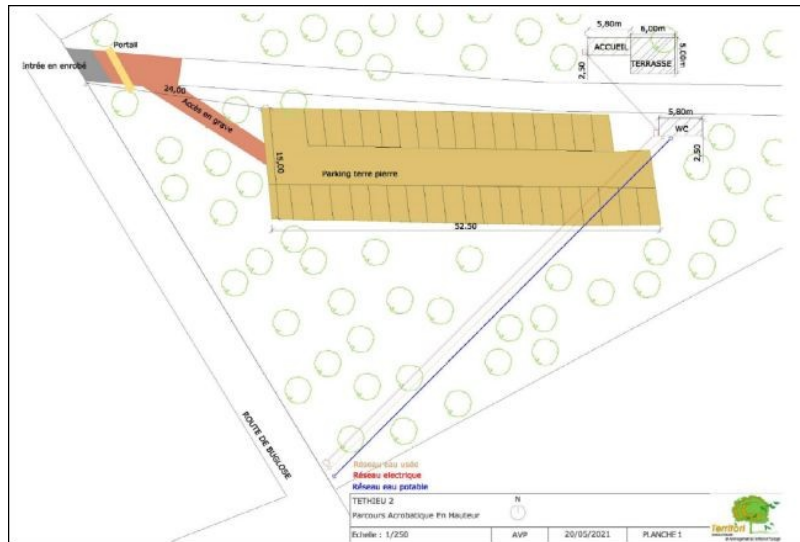 5,80m
6,00m
Portail
ACCUEIL
5,00m
Entrée en enrobé
TERRASSE
2,50
24,00
5,80m
Accès en grave
WC
15,00
2,50
Parking terre pierre
52.50
ROUTE DE BUGLOSE
Réseau eau usée
Réseau electrique
Réseau eau potable
TETHIEU 2
N
Parcours Acrobatique En Hauteur
Echelle : 1/250
AVP
20/05/2021
PLANCHE 1
Territori